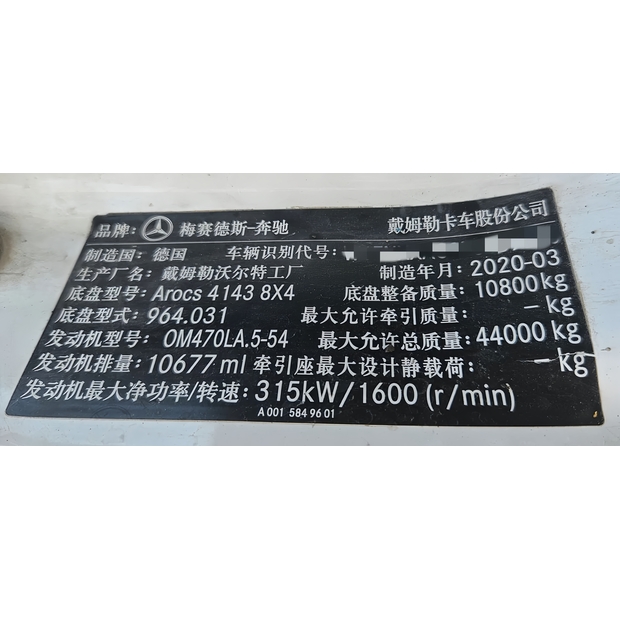 品牌: 梅赛德斯-奔驰 戴姆勒卡车股份公司
制造国: 德国 车辆识别代号:
生产厂名: 戴姆勒沃尔特工厂 制造年月: 2020-03
底盘型号: Arocs 4143 8X4 底盘整备质量: 10800kg
底盘型式: 964.031 最大允许牵引质量: -kg
发动机型号: OM470LA.5-54 最大允许总质量: 44000kg
发动机排量: 10677ml 牵引座最大设计静载荷: -kg
发动机最大净功率/转速: 315kW/1600 (r/min)
A 001 584 96 01